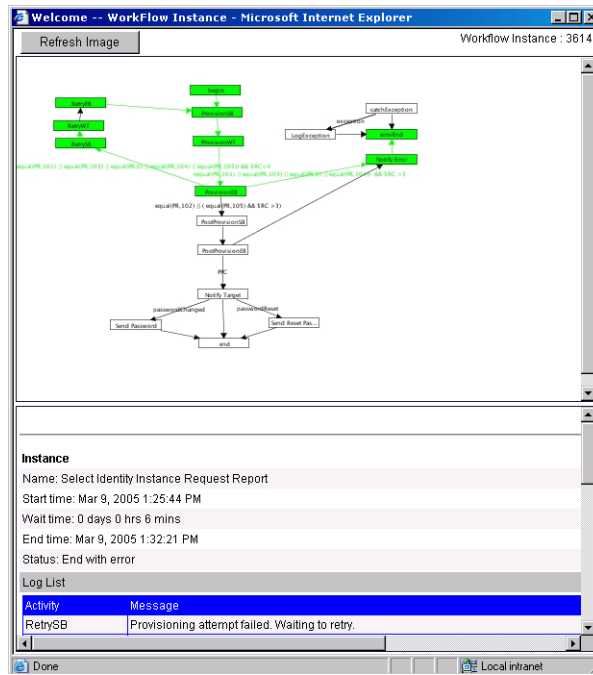 Welcome -- WorkFlow Instance - Microsoft Internet Explorer
Refresh Image
Workflow Instance : 3614
begin
RetryEB
ProvisionSB
catchException
exception
RetryWT
LogException
errorEnd
RetrySB
ProvisionWT
Notify Error
ProvisionEB
equal(PR, 102) || ( equal(PR, 105) && $RC >3)
PostProvisionSB
PostProvisionEB
Notify Target
passwordChanged
passwordReset
Send Password
Send Reset Pas...
end
Instance
Name: Select Identity Instance Request Report
Start time: Mar 9, 2005 1:25:44 PM
Wait time: 0 days 0 hrs 6 mins
End time: Mar 9, 2005 1:32:21 PM
Status: End with error
Log List
Activity Message
RetrySB Provisioning attempt failed. Waiting to retry.
Done
Local intranet